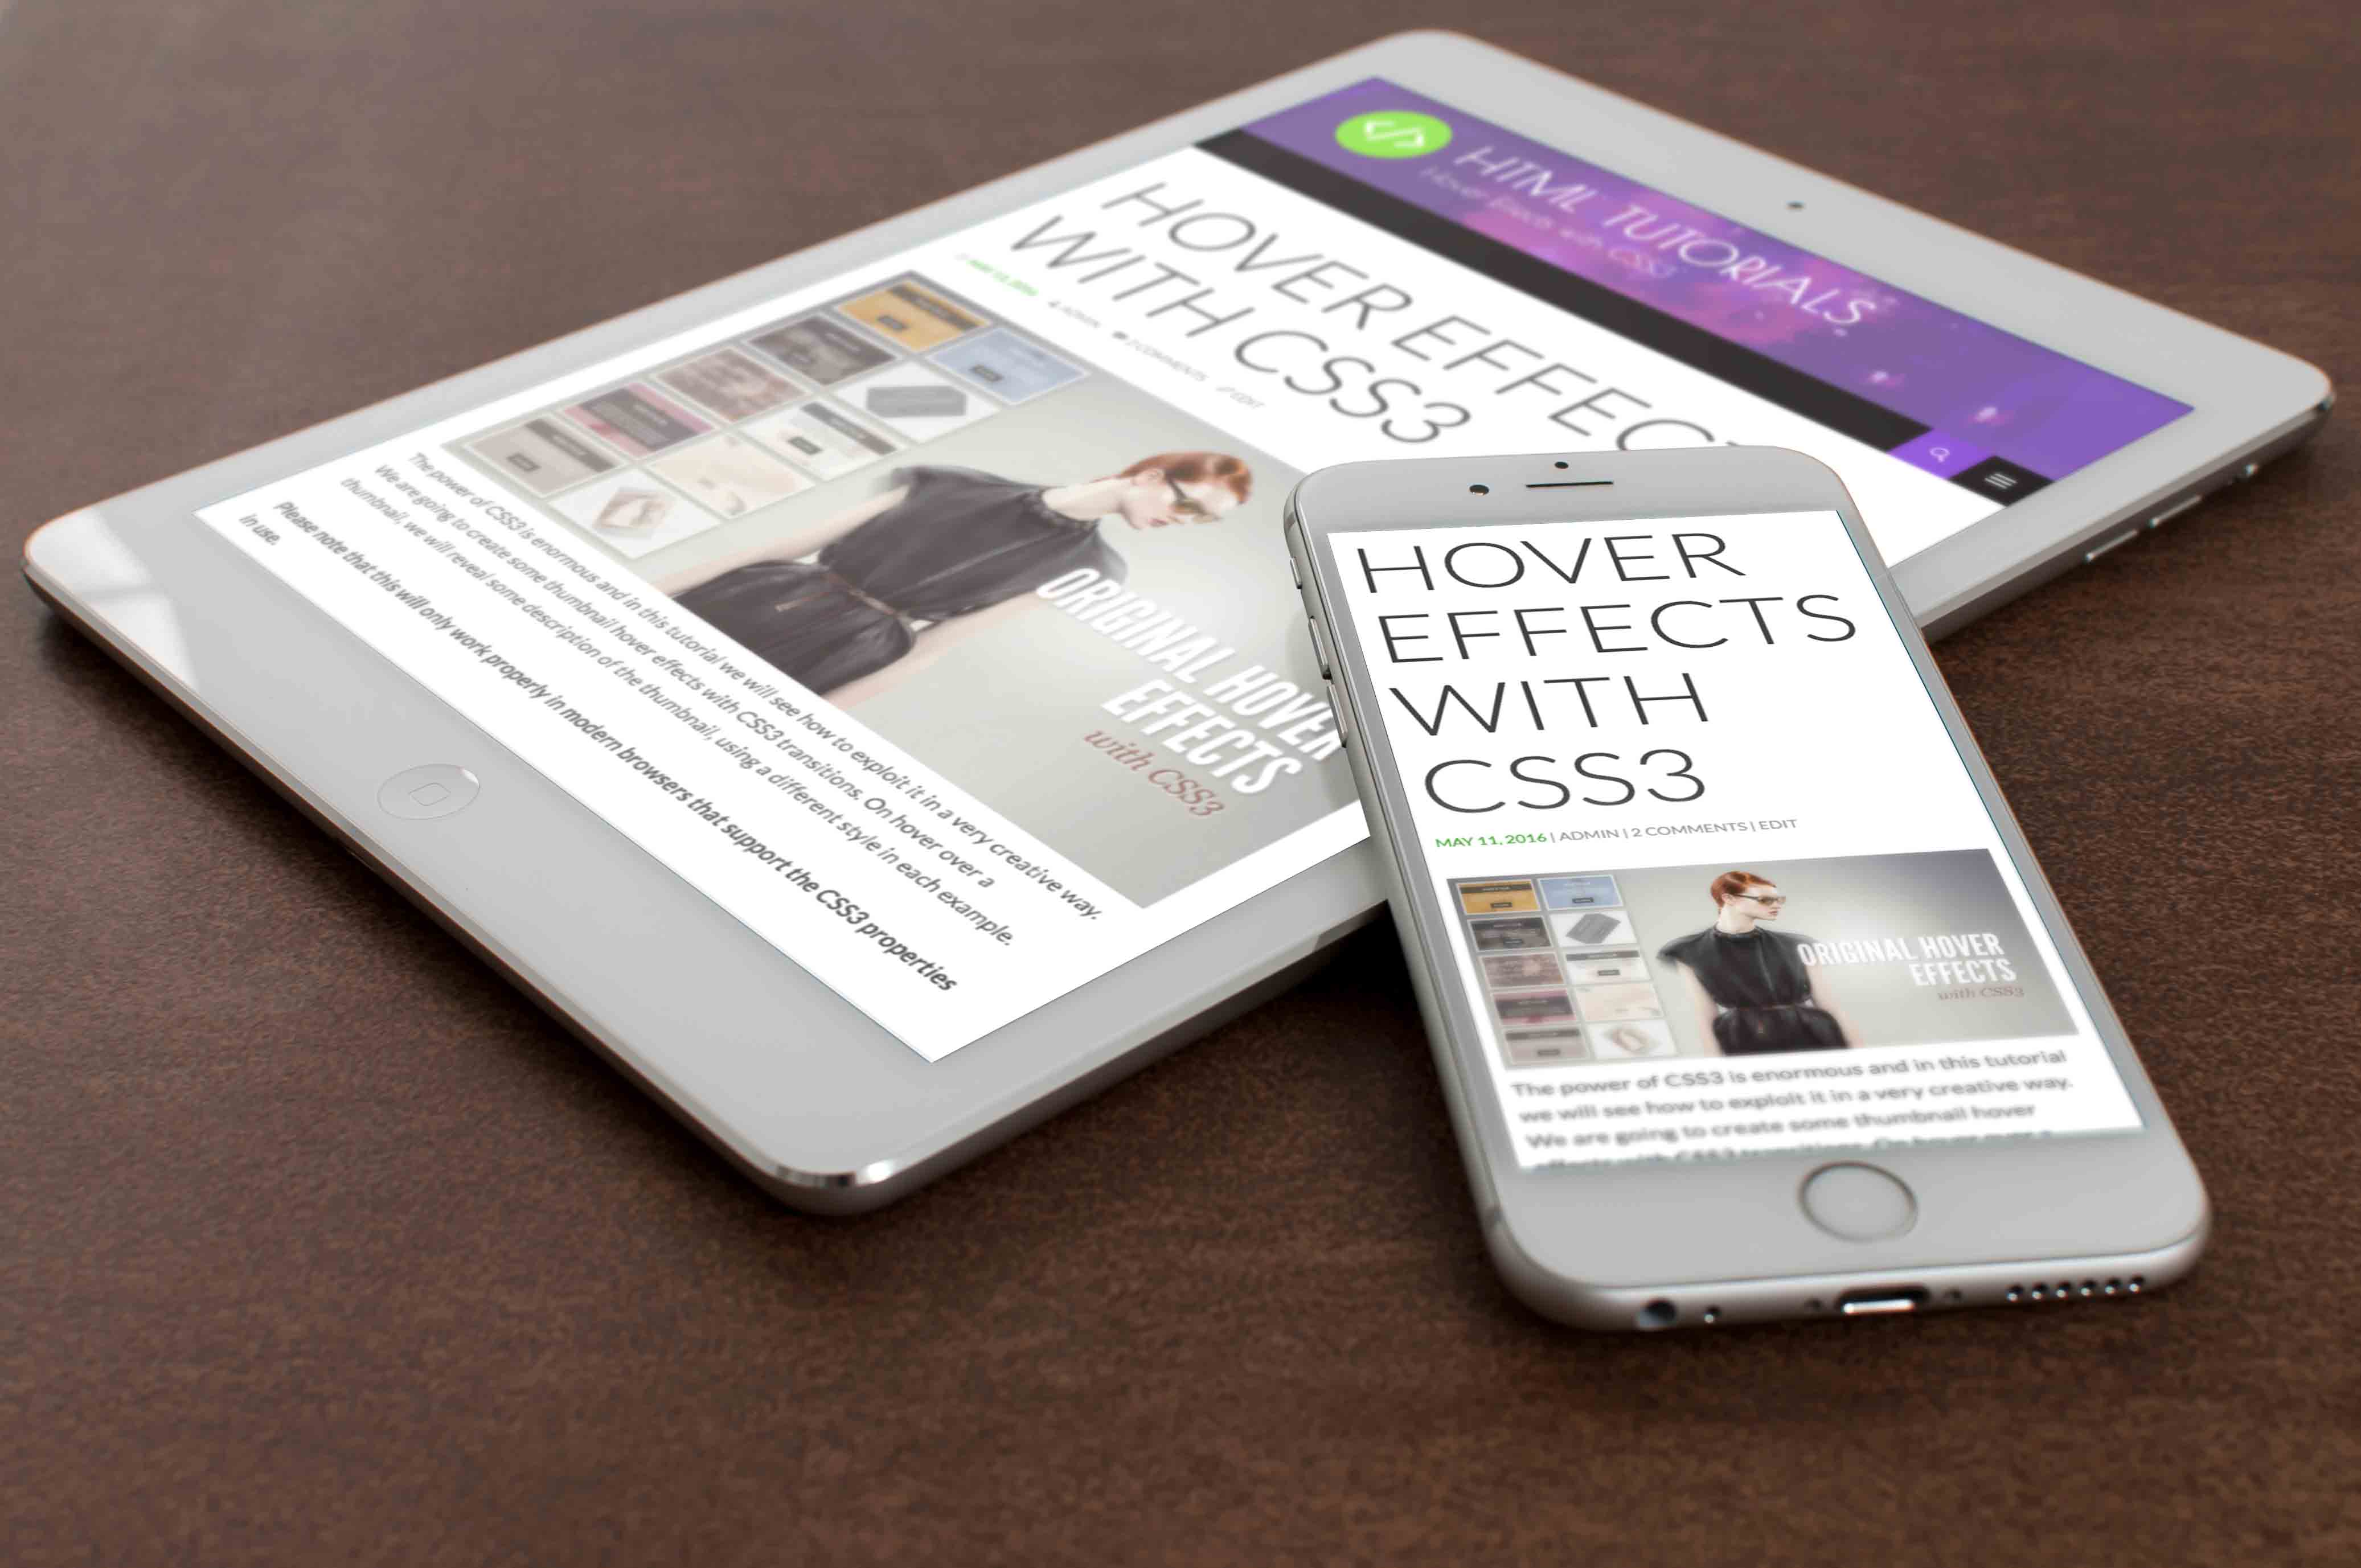 HTML TUTORIALS
Hover Effects with CSS3
HOVER EFFECT
WITH CSS3
MAY 11, 2016 ADMIN 2 COMMENTS EDIT
ORIGINAL HOVER
EFFECTS
with CSS3
The power of CSS3 is enormous and in this tutorial we will see how to exploit it in a very creative way.
We are going to create some thumbnail hover effects with CSS3 transitions. On hover over a
thumbnail, we will reveal some description of the thumbnail, using a different style in each example.
Please note that this will only work properly in modern browsers that support the CSS3 properties
in use.
HOVER
EFFECTS
WITH
CSS3
MAY 11, 2016 | ADMIN | 2 COMMENTS | EDIT
ORIGINAL HOVER
EFFECTS
with CSS3
The power of CSS3 is enormous and in this tutorial
we will see how to exploit it in a very creative way.
We are going to create some thumbnail hover
effects with CSS3 transitions. On hover over a